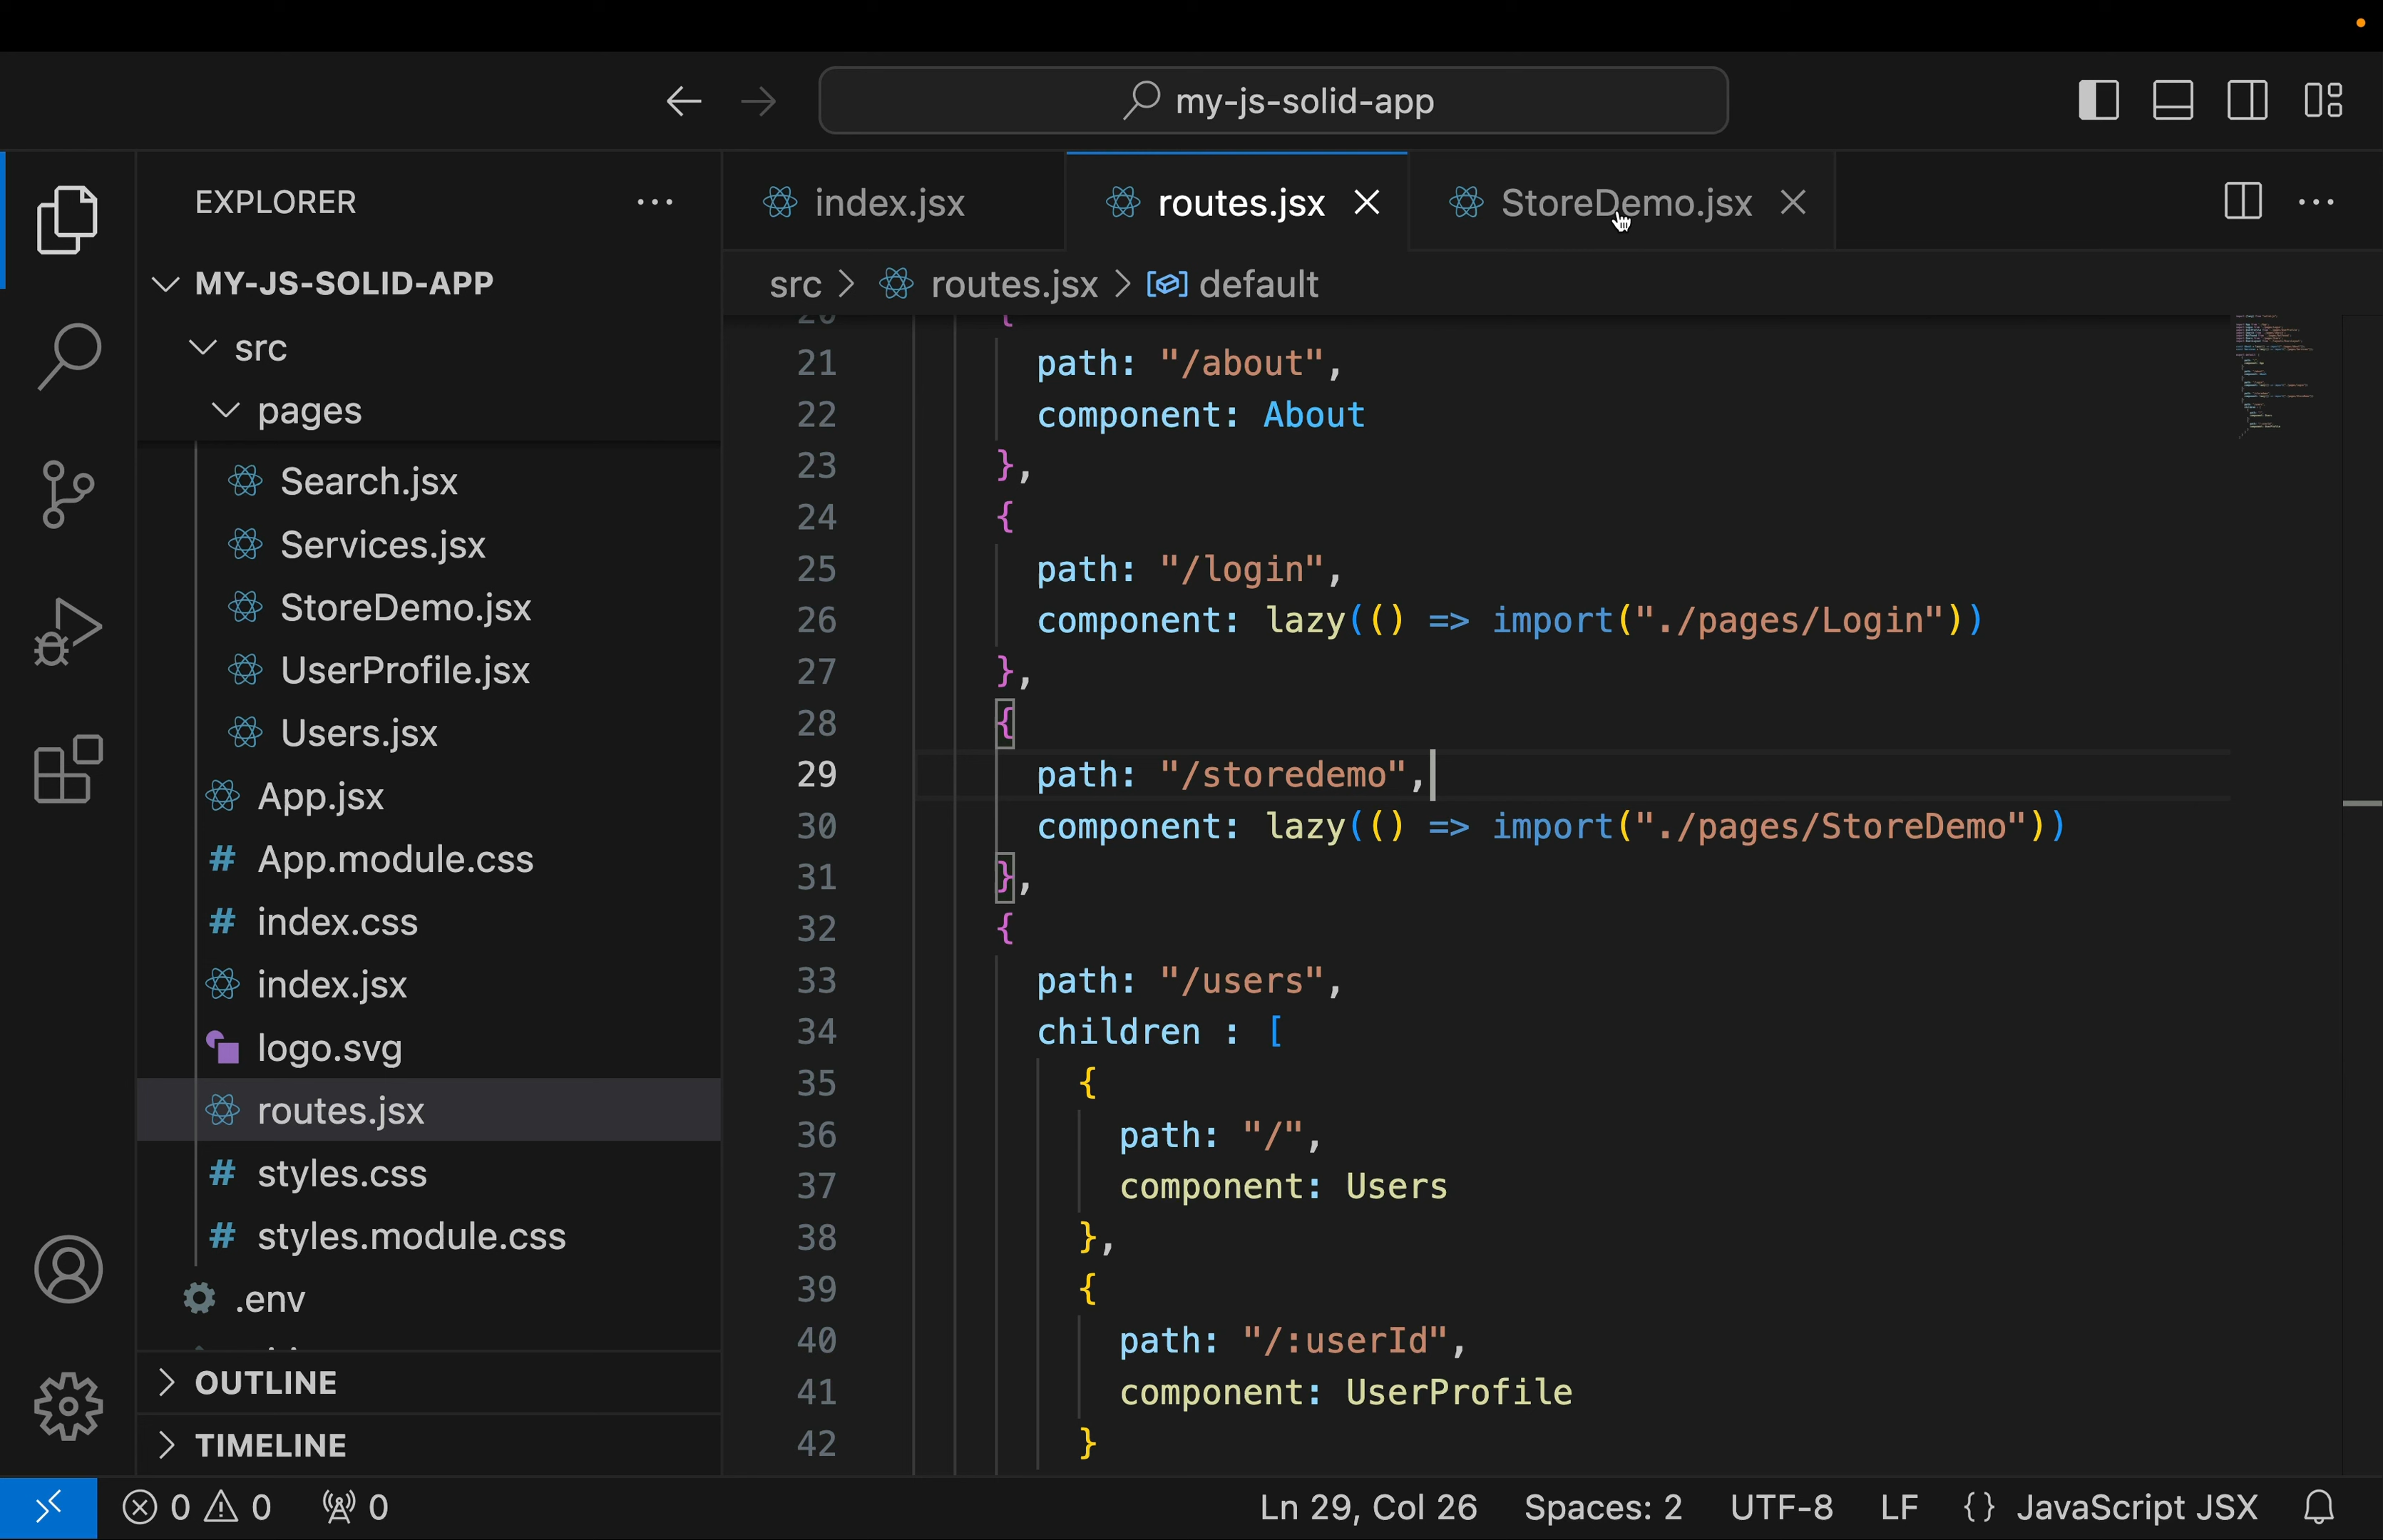 my-js-solid-app
EXPLORER
MY-JS-SOLID-APP
src
pages
Search.jsx
Services.jsx
StoreDemo.jsx
UserProfile.jsx
Users.jsx
App.jsx
App.module.css
index.css
index.jsx
logo.svg
routes.jsx
styles.css
styles.module.css
.env
OUTLINE
TIMELINE
index.jsx
routes.jsx
StoreDemo.jsx
src > routes.jsx > default
20 {
21 path: "/about",
22 component: About
23 },
24 {
25 path: "/login",
26 component: lazy(() => import("./pages/Login"))
27 },
28 {
29 path: "/storedemo",
30 component: lazy(() => import("./pages/StoreDemo"))
31 },
32 {
33 path: "/users",
34 children : [
35 {
36 path: "/",
37 component: Users
38 },
39 {
40 path: "/:userId",
41 component: UserProfile
42 }
0 0 0
Ln 29, Col 26 Spaces: 2 UTF-8 LF {} JavaScript JSX